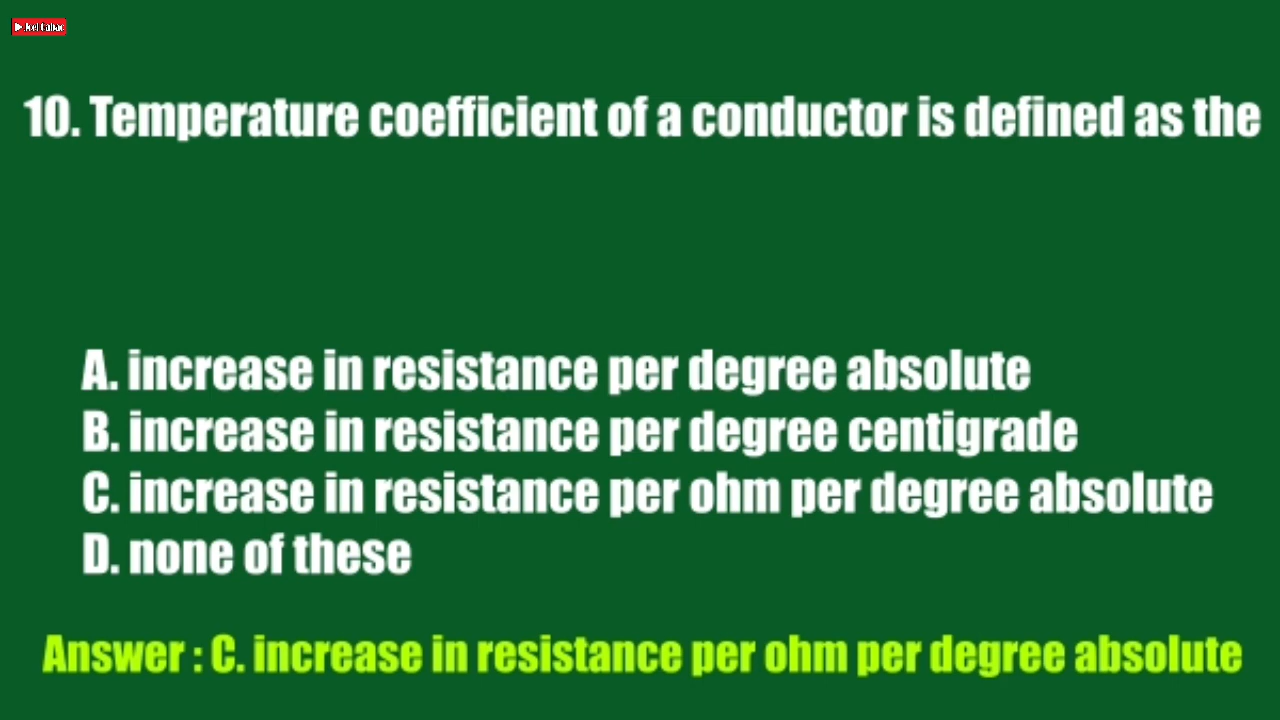 10. Temperature coefficient of a conductor is defined as the
A. increase in resistance per degree absolute
B. increase in resistance per degree centigrade
C. increase in resistance per ohm per degree absolute
D. none of these
Answer : C. increase in resistance per ohm per degree absolute